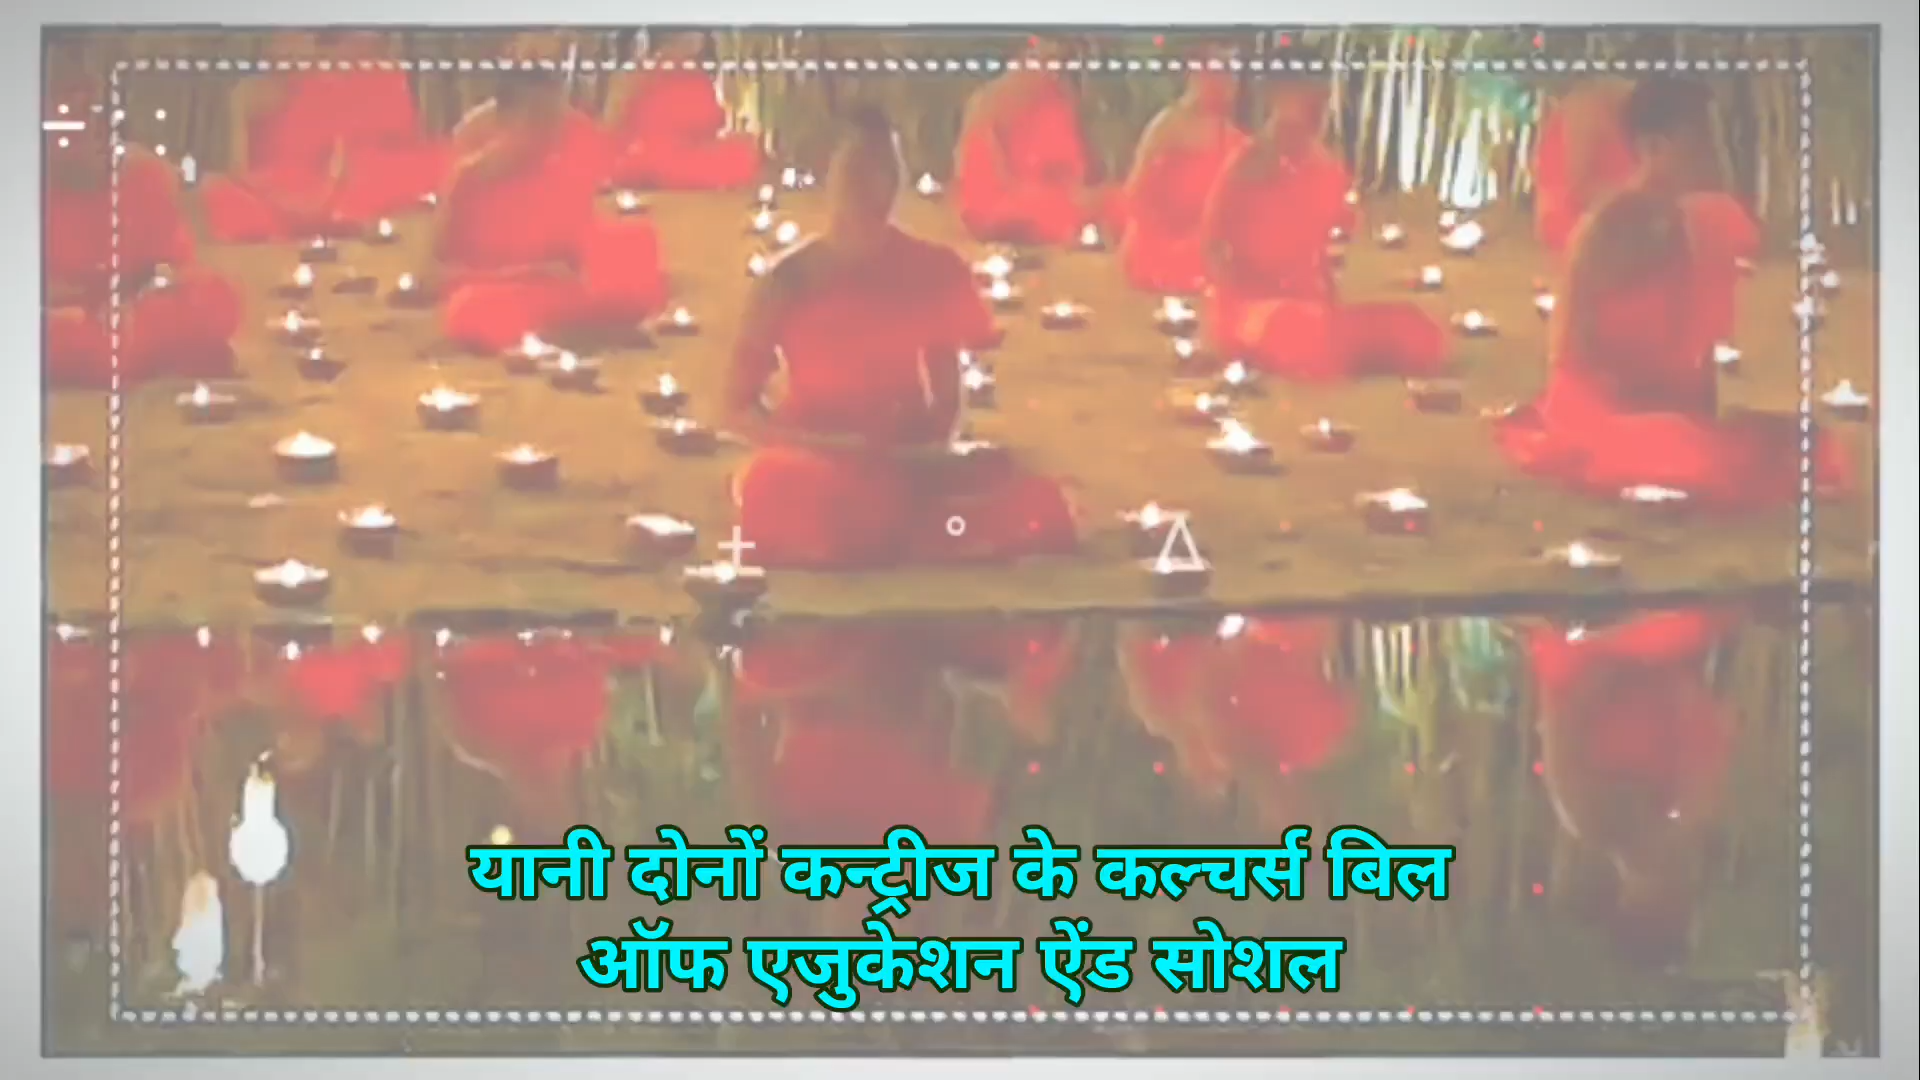 यानी दोनों कन्ट्रीज के कल्चर्स बिल
ऑफ एजुकेशन ऐंड सोशल